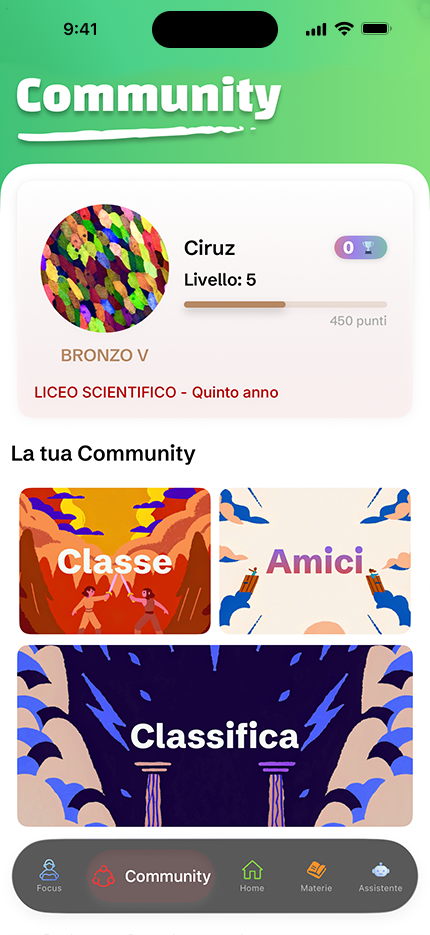 9:41
Community
Ciruz
0
Livello: 5
450 punti
BRONZO V
LICEO SCIENTIFICO - Quinto anno
La tua Community
Classe
Amici
Classifica
Focus
Community
Home
Materie
Assistente